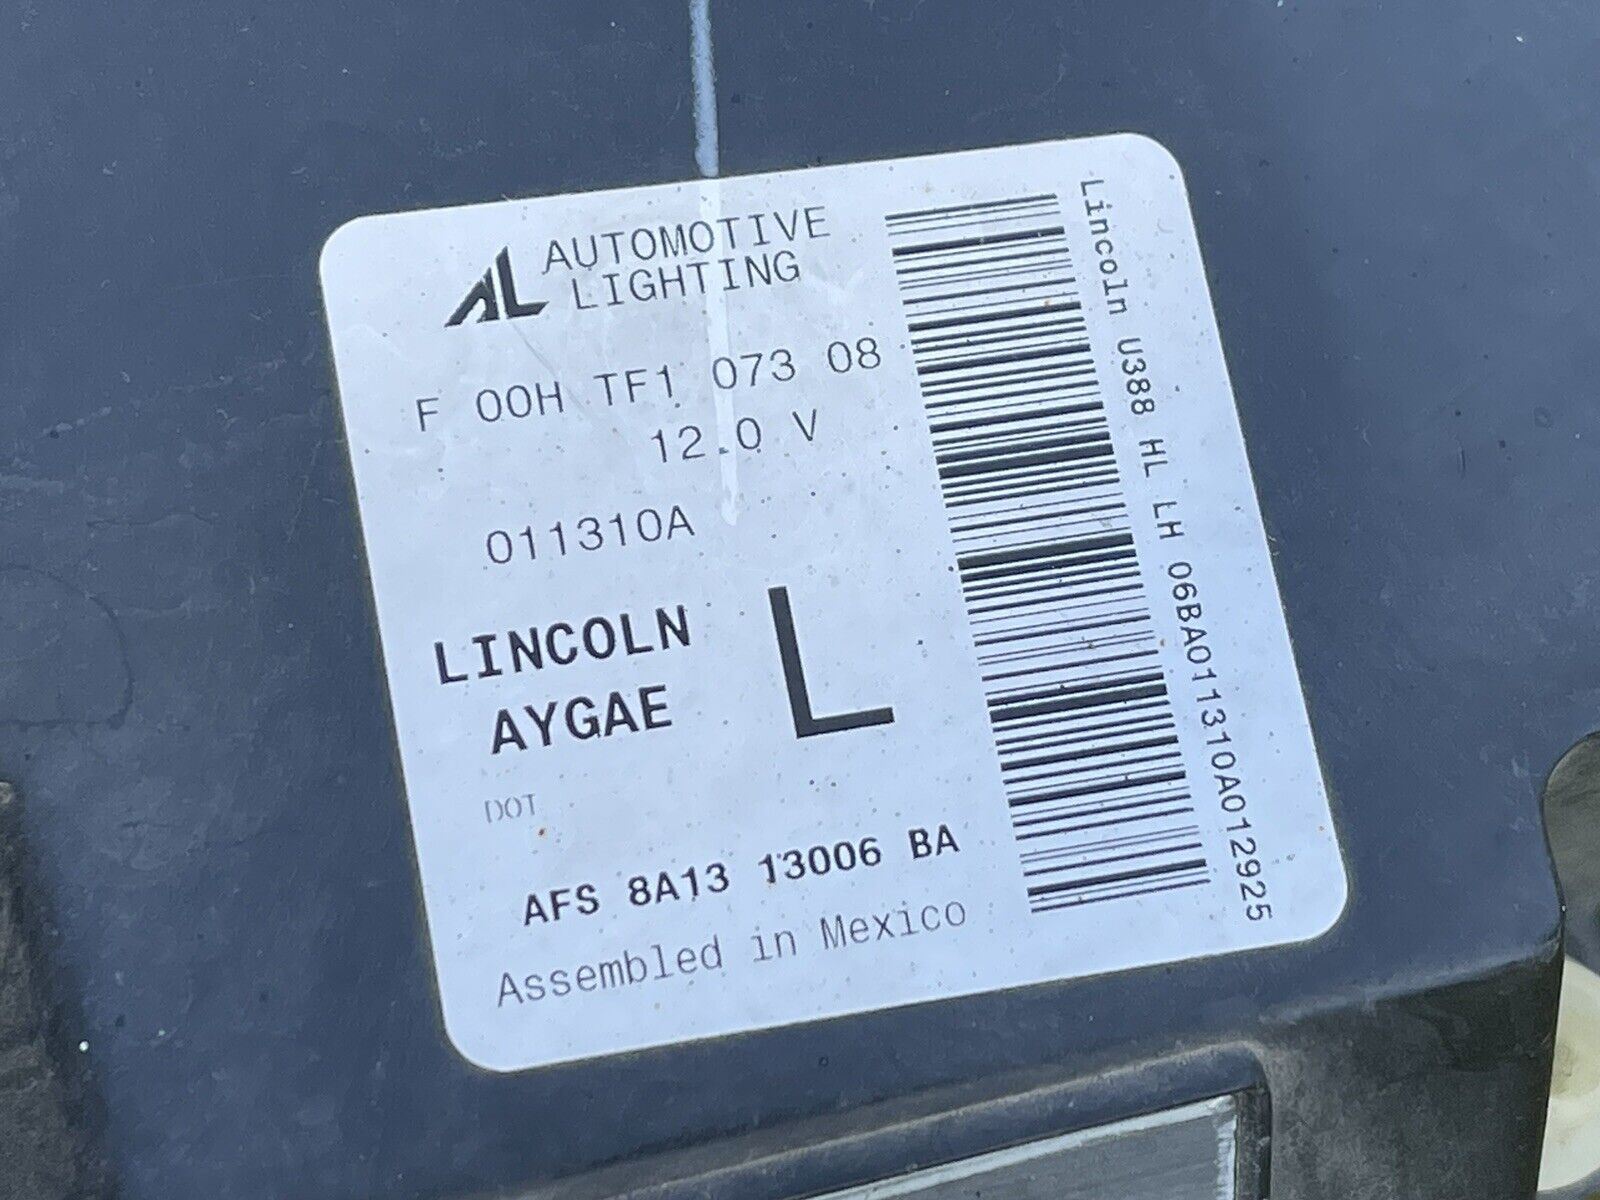 AL AUTOMOTIVE
LIGHTING
F 00H TF1 073 08
12.0 V
011310A
LINCOLN
AYGAE
L
DOT
AFS 8A13 13006 BA
Assembled in Mexico
Lincoln U388 HL LH 06BA011310A012925